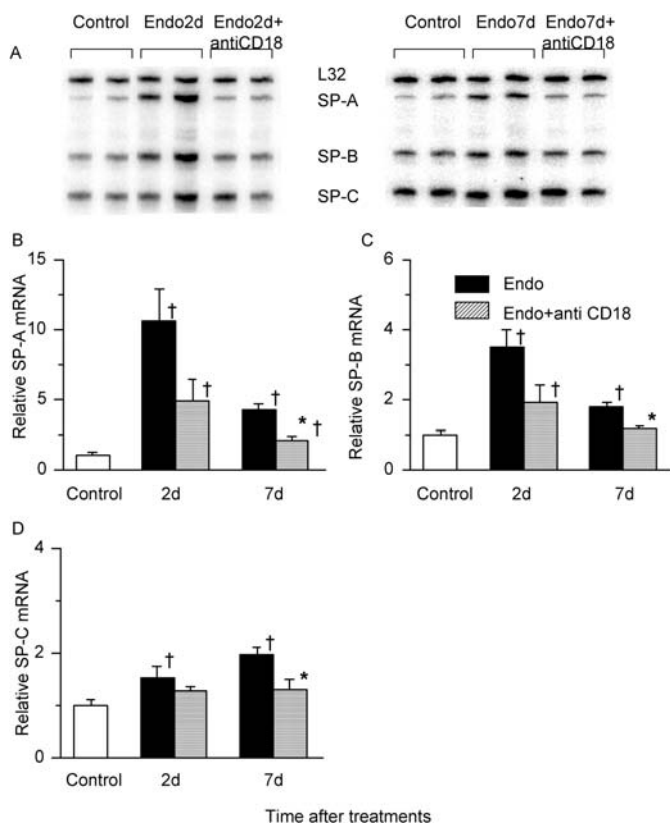 Control Endo2d Endo2d+
antiCD18
Control Endo7d Endo7d+
antiCD18
A
L32
SP-A
SP-B
SP-C
B
Relative SP-A mRNA
15
10
5
0
†
†
†
* †
Control 2d 7d
C
Relative SP-B mRNA
6
4
2
0
Endo
Endo+anti CD18
†
†
†
*
Control 2d 7d
D
Relative SP-C mRNA
4
2
0
†
†
*
Control 2d 7d
Time after treatments